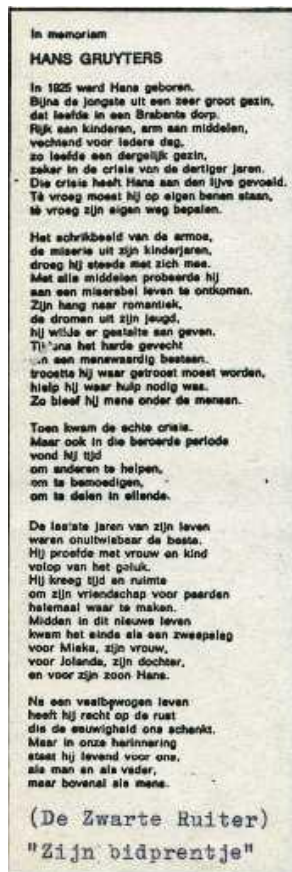 In memoriam
HANS GRUYTERS
In 1925 werd Hans geboren.
Bijna de jongste uit een zeer groot gezin,
dat leefde in een Brabants dorp.
Rijk aan kinderen, arm aan middelen,
vechtend voor iedere dag,
zo leefde een dergelijk gezin,
zeker in de crisis van de dertiger jaren.
Die crisis heeft Hans aan den lijve gevoeld.
Té vroeg moest hij op eigen benen staan,
té vroeg zijn eigen weg bepalen.
Het schrikbeeld van de armoe,
de miserie uit zijn kinderjaren,
droeg hij steeds met zich mee.
Met alle middelen probeerde hij
aan een miserabel leven te ontkomen.
Zijn hang naar romantiek,
de dromen uit zijn jeugd,
hij wilde er gestalte aan geven.
het harde gevecht
een menswaardig bestaan,
troostte hij waar getroost moest worden,
hielp hij waar hulp nodig was.
Zo bleef hij mens onder de mensen.
Toen kwam de echte crisis.
Maar ook in die beroerde periode
vond hij tijd
om anderen te helpen,
om te bemoedigen,
om te delen in ellende.
De laatste jaren van zijn leven
waren onuitwisbaar de beste.
Hij proefde met vrouw en kind
volop van het geluk.
Hij kreeg tijd en ruimte
om zijn vriendschap voor paarden
helemaal waar te maken.
Midden in dit nieuwe leven
kwam het einde als een zweepslag
voor Mieke, zijn vrouw,
voor Jolanda, zijn dochter,
en voor zijn zoon Hans.
Na een veelbewogen leven
heeft hij recht op de rust
die de eeuwigheid ons schenkt.
Maar in onze herinnering
staat hij levend voor ons,
als man en als vader,
maar bovenal als mens.
(De Zwarte Ruiter)
"Zijn bidprentje"